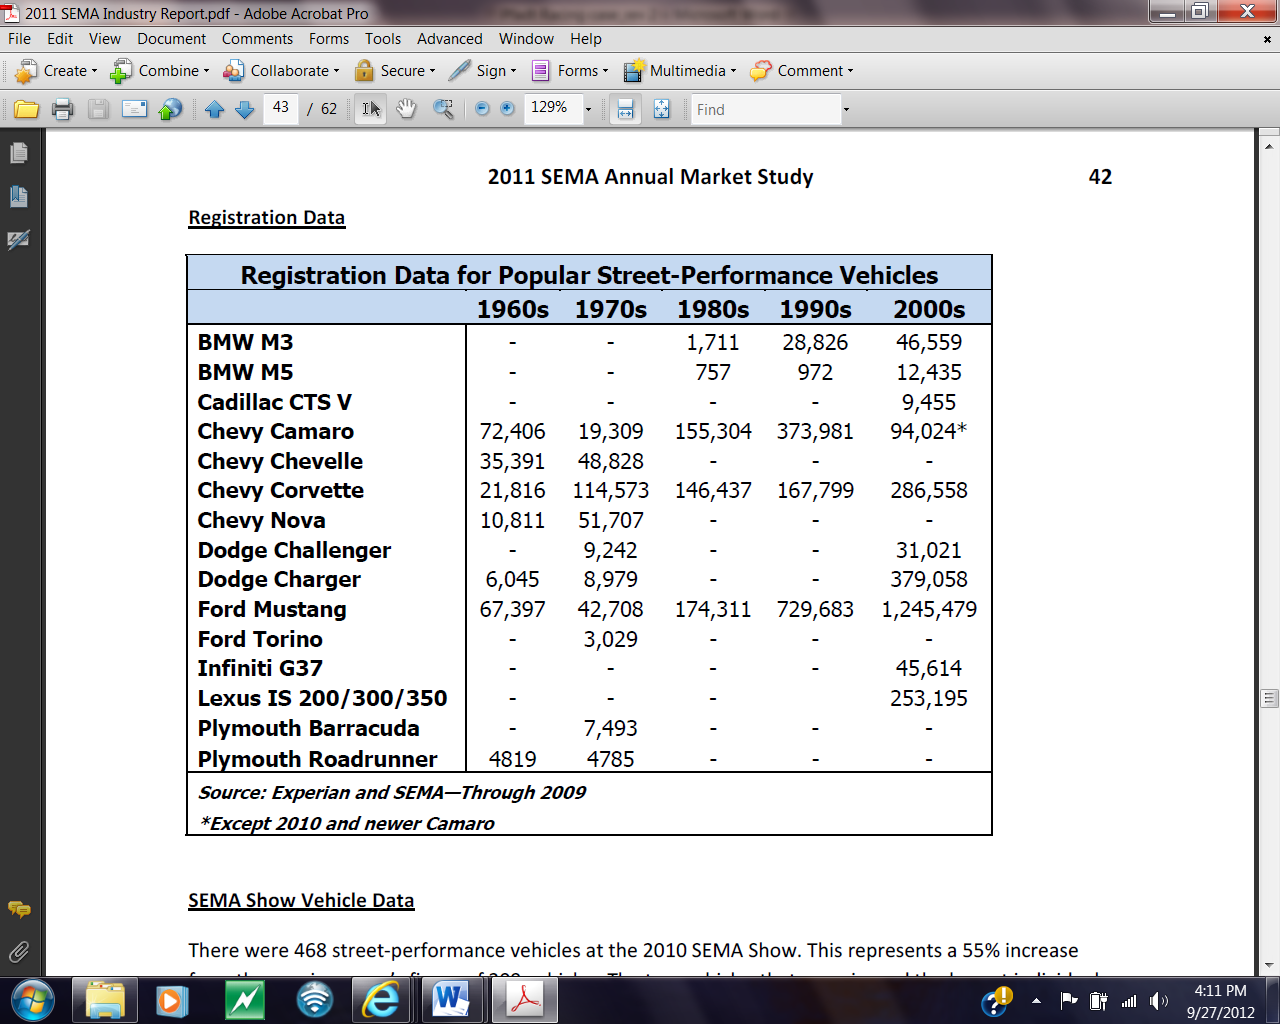 2011 SEMA Industry Report.pdf - Adobe Acrobat Pro
File Edit View Document Comments Forms Tools Advanced Window Help
Create Combine Collaborate Secure Sign Forms Multimedia Comment
43 / 62 129% Find
2011 SEMA Annual Market Study 42
Registration Data
Registration Data for Popular Street-Performance Vehicles
1960s 1970s 1980s 1990s 2000s
BMW M3 - - 1,711 28,826 46,559
BMW M5 - - 757 972 12,435
Cadillac CTS V - - - - 9,455
Chevy Camaro 72,406 19,309 155,304 373,981 94,024*
Chevy Chevelle 35,391 48,828 - - -
Chevy Corvette 21,816 114,573 146,437 167,799 286,558
Chevy Nova 10,811 51,707 - - -
Dodge Challenger - 9,242 - - 31,021
Dodge Charger 6,045 8,979 - - 379,058
Ford Mustang 67,397 42,708 174,311 729,683 1,245,479
Ford Torino - 3,029 - - -
Infiniti G37 - - - - 45,614
Lexus IS 200/300/350 - - - 253,195
Plymouth Barracuda - 7,493 - - -
Plymouth Roadrunner 4819 4785 - - -
Source: Experian and SEMA—Through 2009
*Except 2010 and newer Camaro
SEMA Show Vehicle Data
There were 468 street-performance vehicles at the 2010 SEMA Show. This represents a 55% increase
4:11 PM
9/27/2012